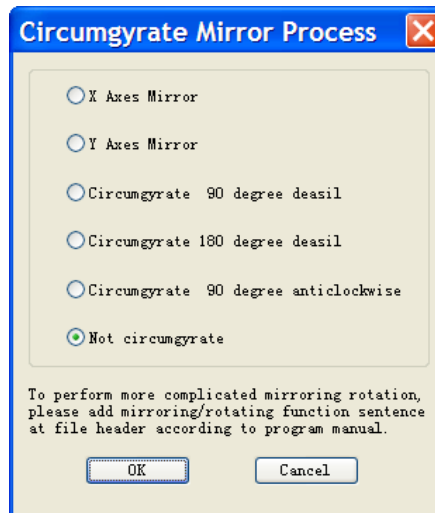 Circumgyrate Mirror Process
X Axes Mirror
Y Axes Mirror
Circumgyrate 90 degree deasil
Circumgyrate 180 degree deasil
Circumgyrate 90 degree anticlockwise
Not circumgyrate
To perform more complicated mirroring rotation,
please add mirroring/rotating function sentence
at file header according to program manual.
OK Cancel